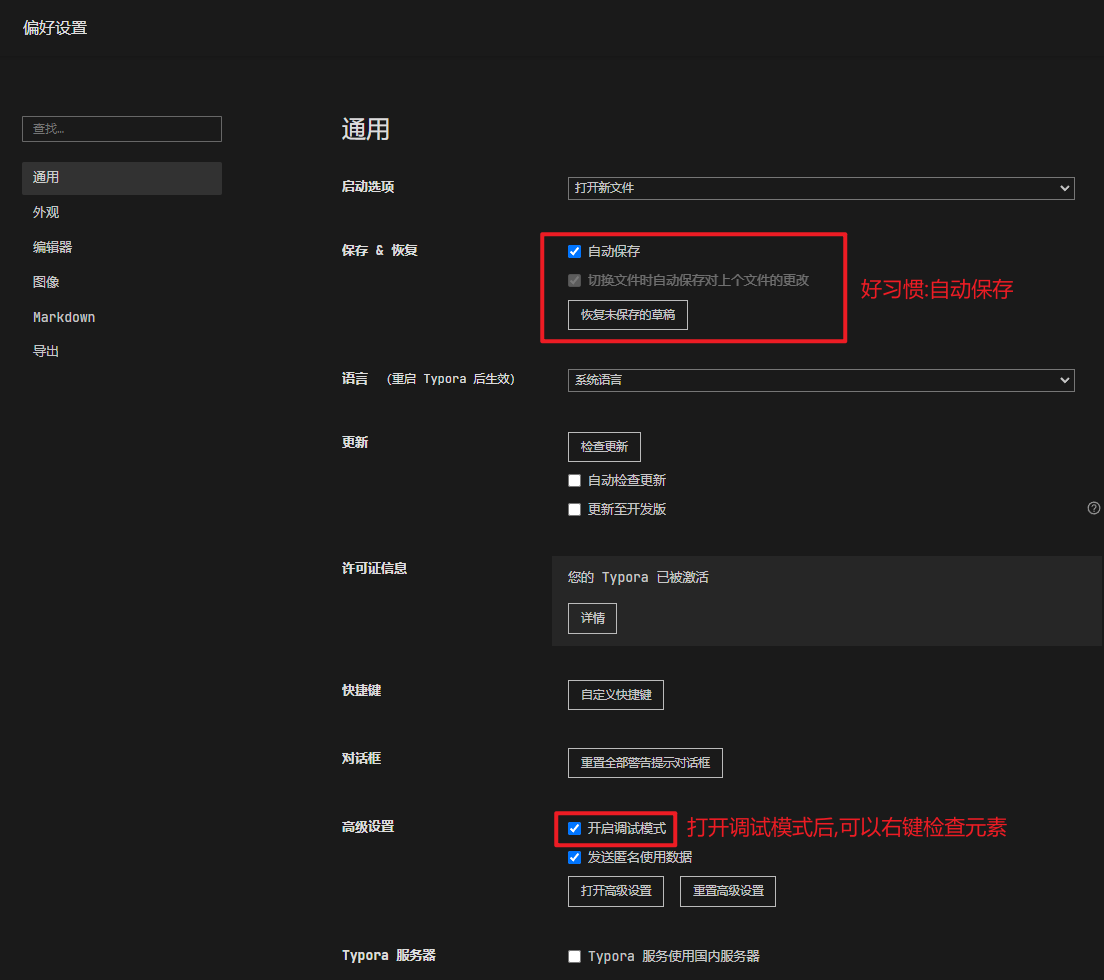 偏好设置
查找…
通用
外观
编辑器
图像
Markdown
导出
通用
启动选项
打开新文件
保存 & 恢复
自动保存
切换文件时自动保存对上个文件的更改
恢复未保存的草稿
好习惯:自动保存
语言 (重启 Typora 后生效)
系统语言
更新
检查更新
自动检查更新
更新至开发版
?
许可证信息
您的 Typora 已被激活
详情
快捷键
自定义快捷键
对话框
重置全部警告提示对话框
高级设置
开启调试模式
打开调试模式后,可以右键检查元素
发送匿名使用数据
打开高级设置
重置高级设置
Typora 服务器
Typora 服务使用国内服务器